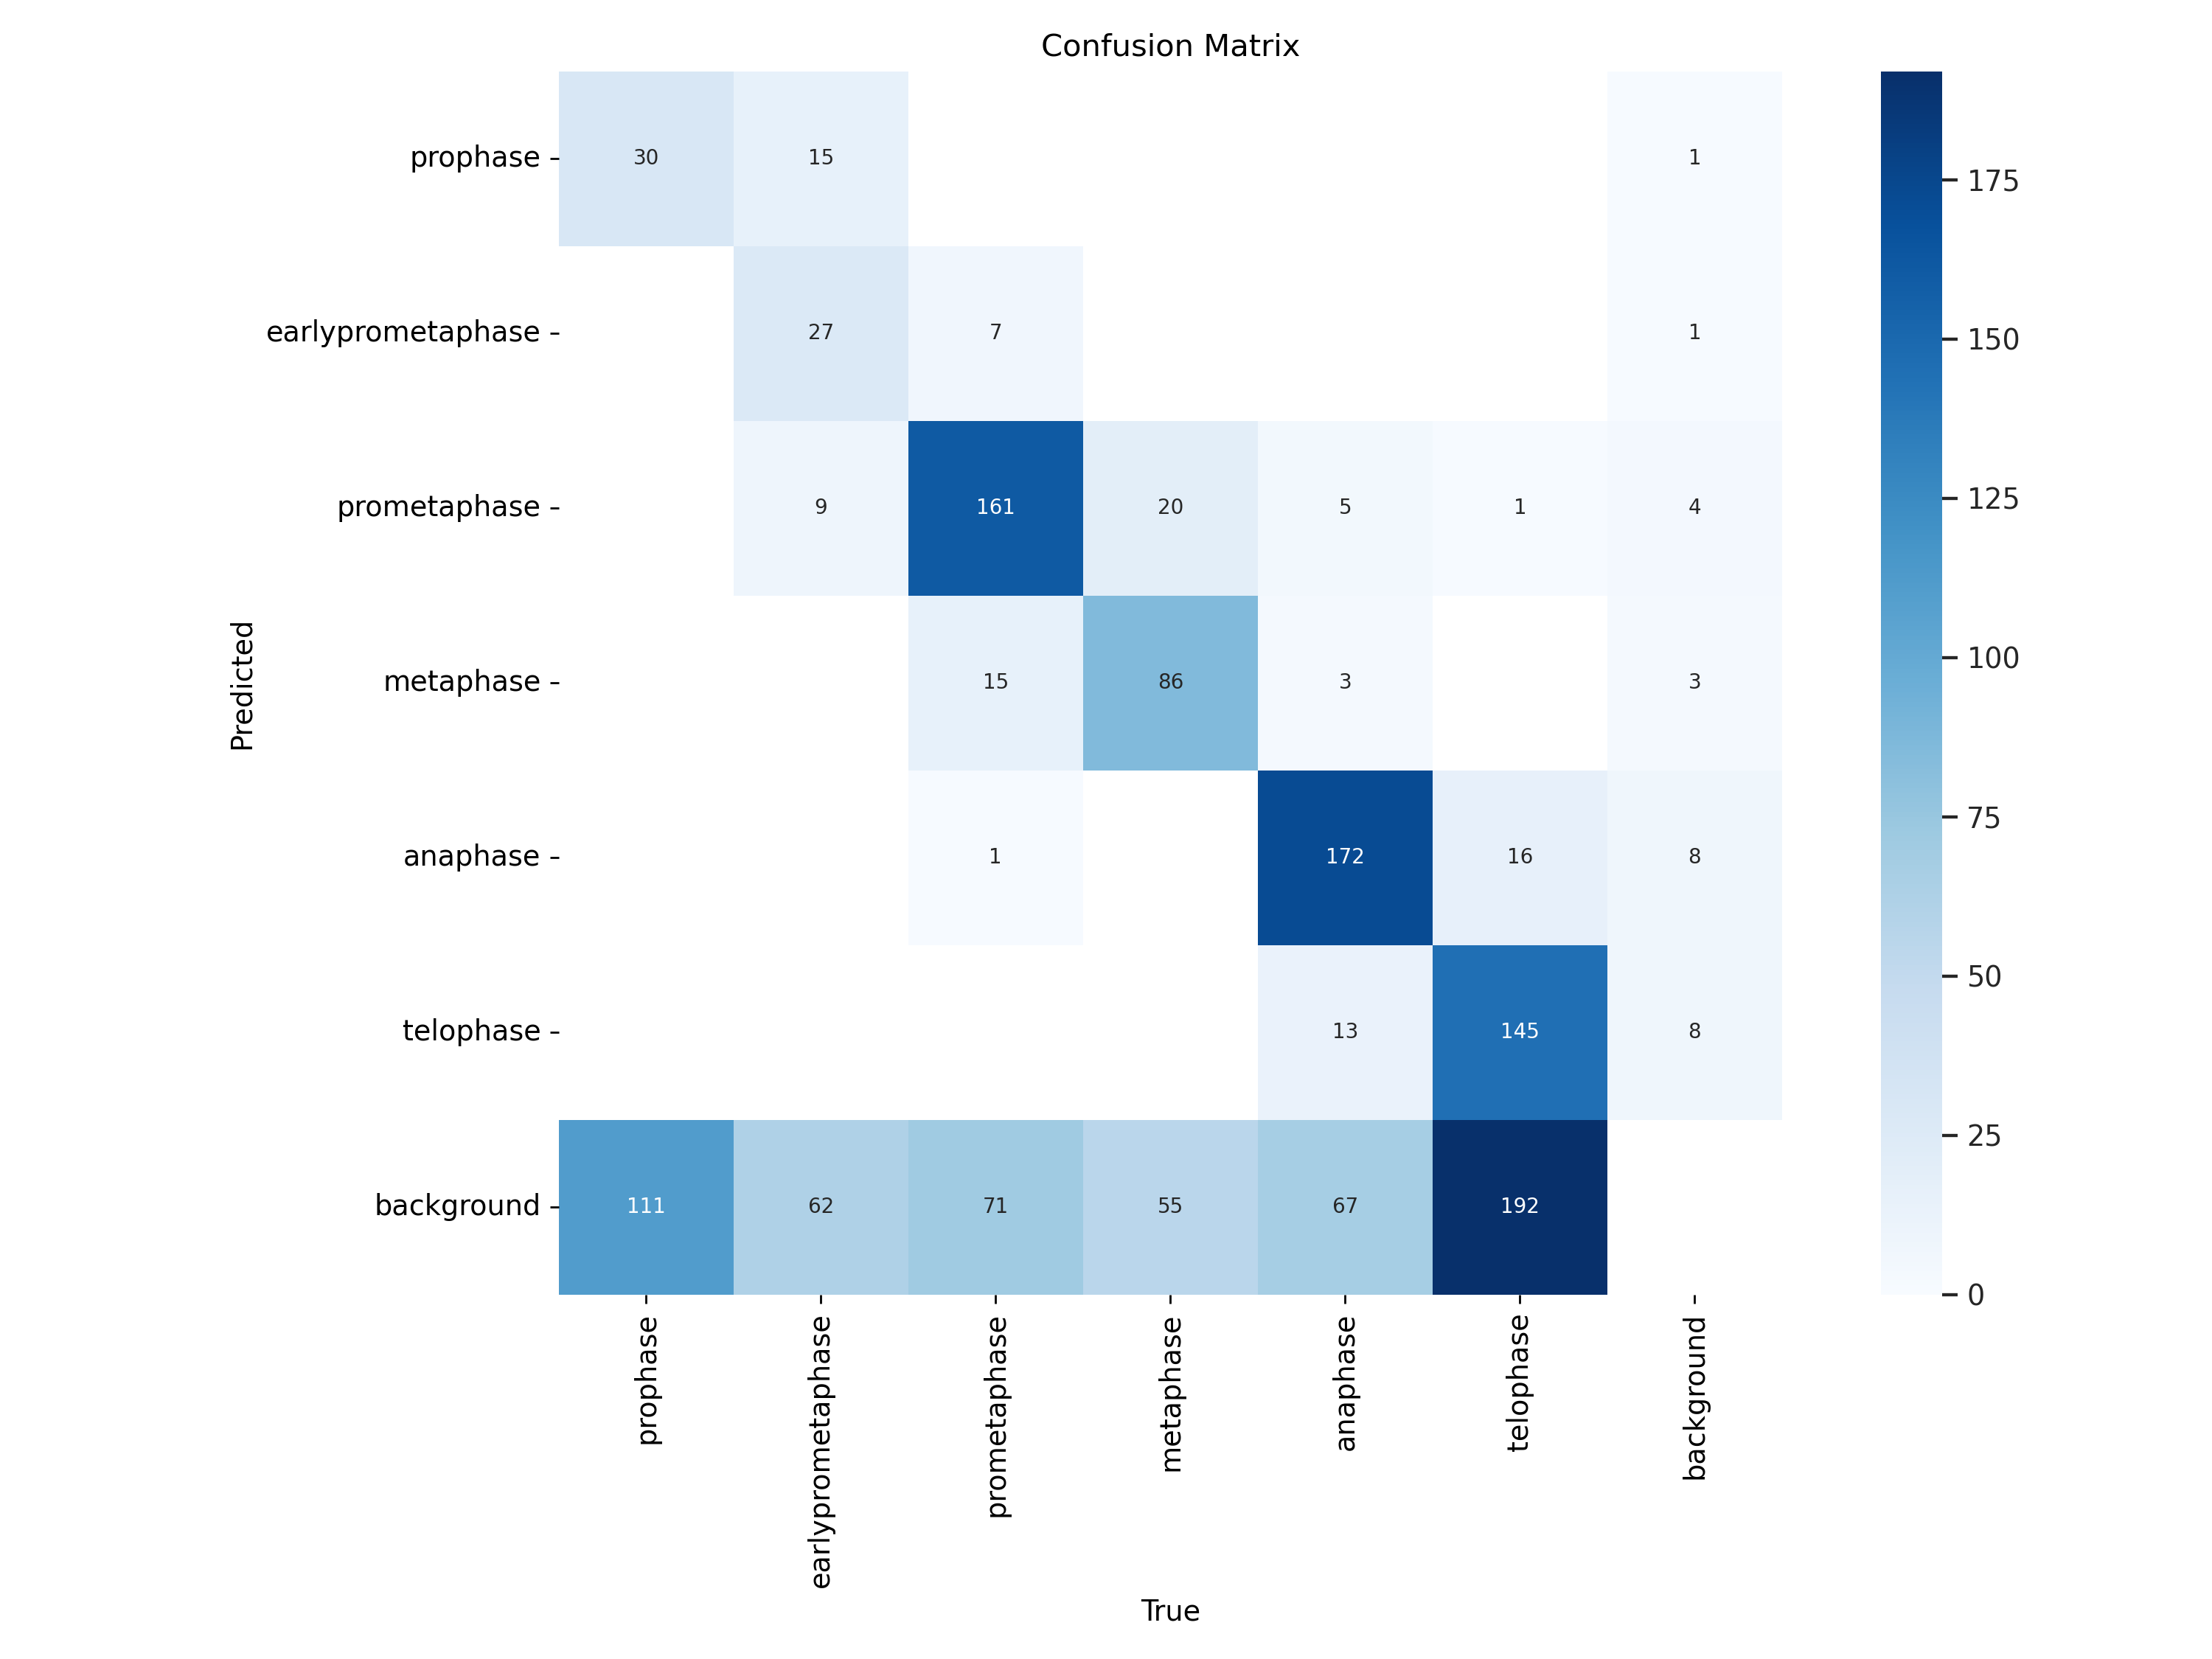 Confusion Matrix
prophase 30 15 1
earlyprometaphase 27 7 1
prometaphase 9 161 20 5 1 4
metaphase 15 86 3 3
anaphase 1 172 16 8
telophase 13 145 8
background 111 62 71 55 67 192
Predicted
prophase
earlyprometaphase
prometaphase
metaphase
anaphase
telophase
background
True
175
150
125
100
75
50
25
0